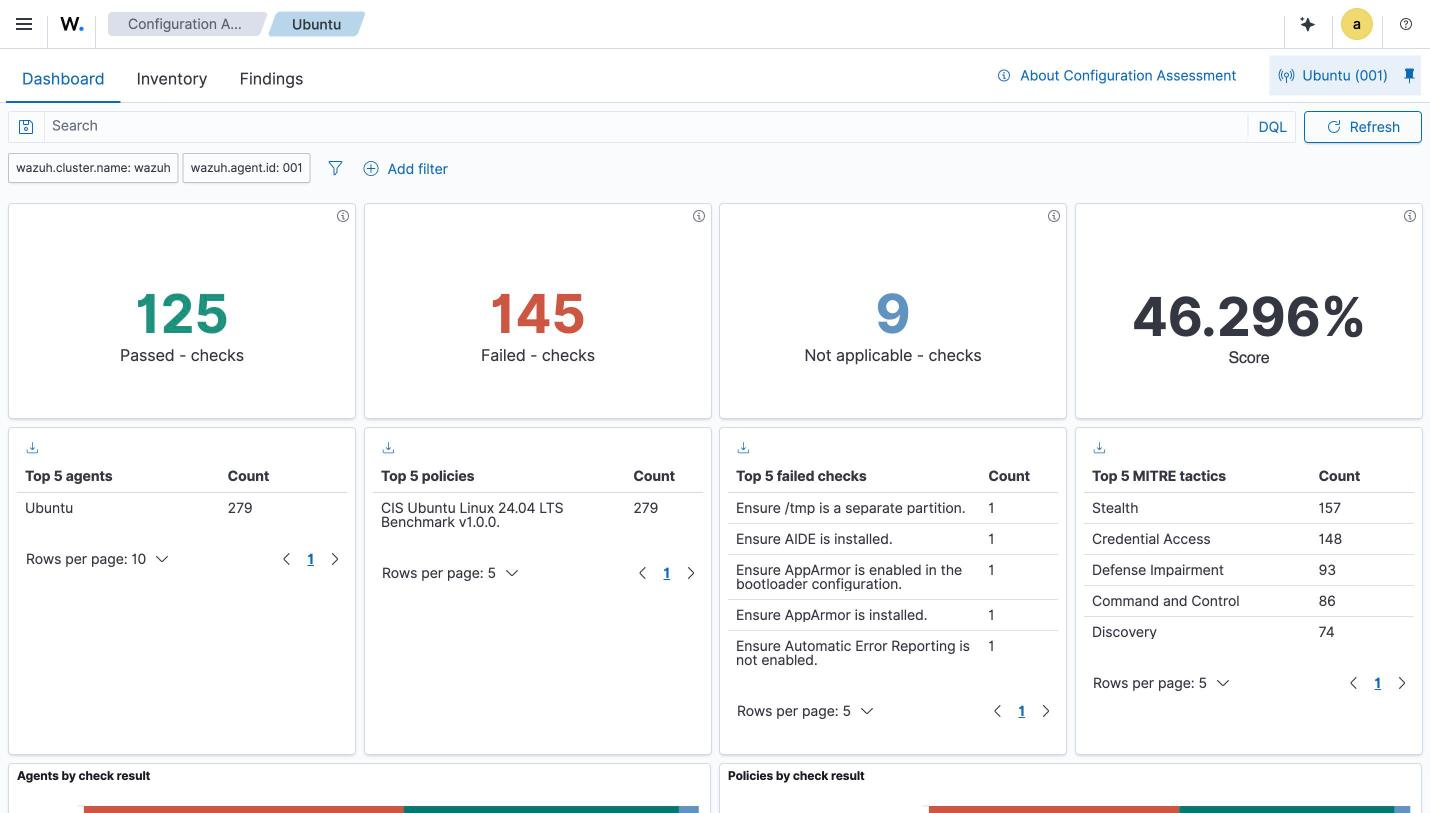 W.
Configuration A...
Ubuntu
a
Dashboard
Inventory
Findings
About Configuration Assessment
Ubuntu (001)
Search
DQL
Refresh
wazuh.cluster.name: wazuh
wazuh.agent.id: 001
Add filter
125
Passed - checks
145
Failed - checks
9
Not applicable - checks
46.296%
Score
Top 5 agents Count
Ubuntu 279
Rows per page: 10
1
Top 5 policies Count
CIS Ubuntu Linux 24.04 LTS 279
Benchmark v1.0.0.
Rows per page: 5
1
Top 5 failed checks Count
Ensure /tmp is a separate partition. 1
Ensure AIDE is installed. 1
Ensure AppArmor is enabled in the 1
bootloader configuration.
Ensure AppArmor is installed. 1
Ensure Automatic Error Reporting is 1
not enabled.
Rows per page: 5
1
Top 5 MITRE tactics Count
Stealth 157
Credential Access 148
Defense Impairment 93
Command and Control 86
Discovery 74
Rows per page: 5
1
Agents by check result
Policies by check result